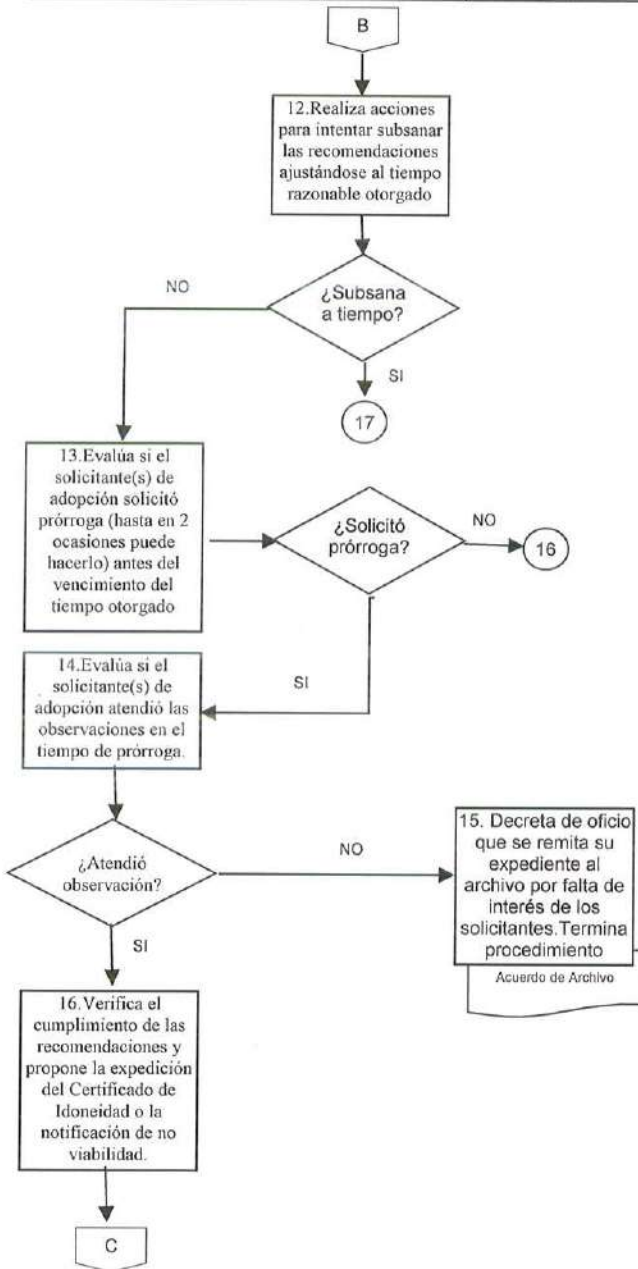 B
12.Realiza acciones
para intentar subsanar
las recomendaciones
ajustándose al tiempo
razonable otorgado
NO
¿Subsana
a tiempo?
SI
17
13.Evalúa si el
solicitante(s) de
adopción solicitó
prórroga (hasta en 2
ocasiones puede
hacerlo) antes del
vencimiento del
tiempo otorgado
¿Solicitó
prórroga?
NO
16
SI
14.Evalúa si el
solicitante(s) de
adopción atendió las
observaciones en el
tiempo de prórroga.
¿Atendió
observación?
NO
15. Decreta de oficio
que se remita su
expediente al
archivo por falta de
interés de los
solicitantes.Termina
procedimiento
Acuerdo de Archivo
SI
16.Verifica el
cumplimiento de las
recomendaciones y
propone la expedición
del Certificado de
Idoneidad o la
notificación de no
viabilidad.
C